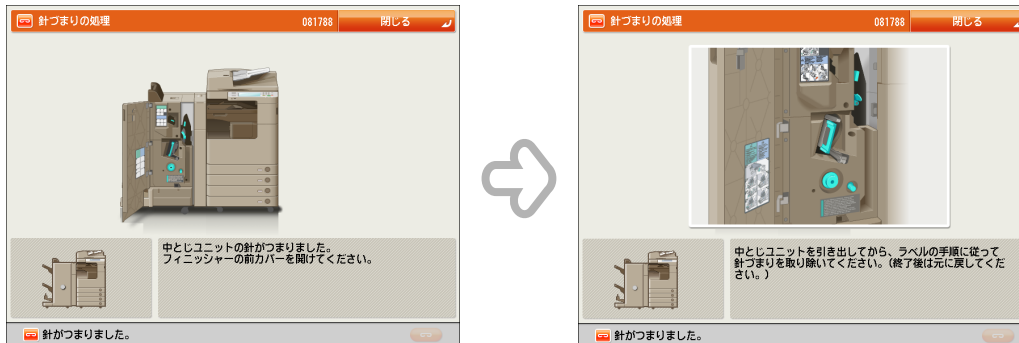 針づまりの処理
081788
閉じる
中とじユニットの針がつまりました。
フィニッシャーの前カバーを開けてください。
針がつまりました。
針づまりの処理
081788
閉じる
中とじユニットを引き出してから、ラベルの手順に従って
針づまりを取り除いてください。(終了後は元に戻してくだ
さい。)
針がつまりました。